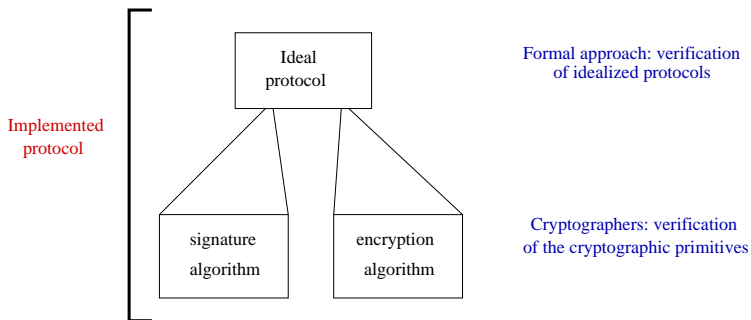 Ideal
protocol
Formal approach: verification
of idealized protocols
Implemented
protocol
signature
algorithm
encryption
algorithm
Cryptographers: verification
of the cryptographic primitives